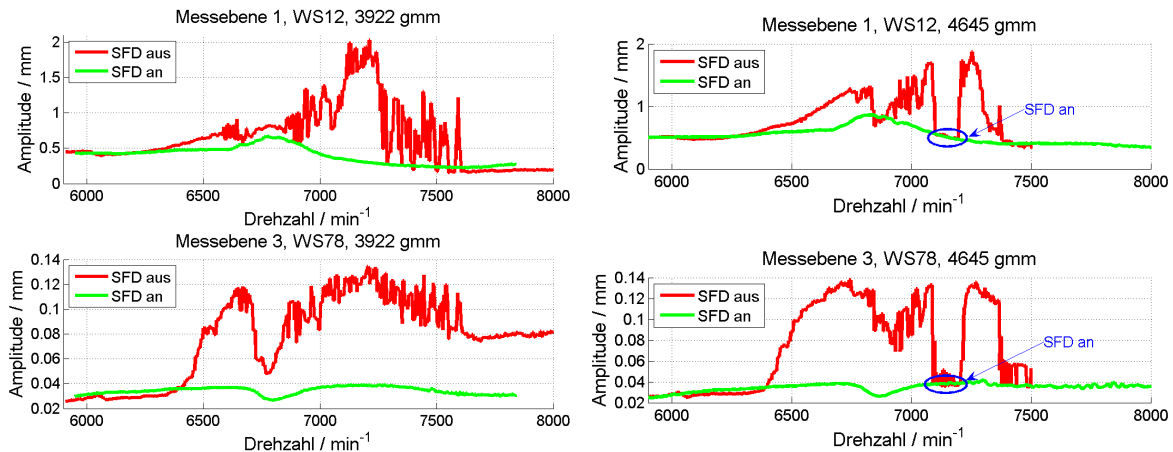 Messebene 1, WS12, 3922 gmm
Amplitude / mm
2
1.5
1
0.5
0
SFD aus
SFD an
6000 6500 7000 7500 8000
Drehzahl / min⁻¹
Messebene 1, WS12, 4645 gmm
Amplitude / mm
2
1
0
SFD aus
SFD an
SFD an
6000 6500 7000 7500 8000
Drehzahl / min⁻¹
Messebene 3, WS78, 3922 gmm
Amplitude / mm
0.14
0.12
0.1
0.08
0.06
0.04
0.02
SFD aus
SFD an
6000 6500 7000 7500 8000
Drehzahl / min⁻¹
Messebene 3, WS78, 4645 gmm
Amplitude / mm
0.14
0.12
0.1
0.08
0.06
0.04
0.02
SFD aus
SFD an
SFD an
6000 6500 7000 7500 8000
Drehzahl / min⁻¹